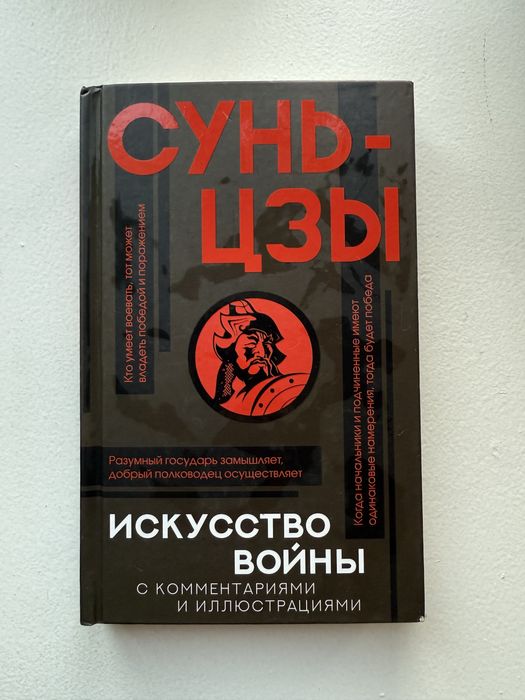 СУНЬ-
ЦЗЫ
Кто умеет воевать, тот может
владеть победой и поражением
Когда начальники и подчиненные имеют
одинаковые намерения, тогда будет победа
Разумный государь замышляет,
добрый полководец осуществляет
ИСКУССТВО
ВОЙНЫ
С КОММЕНТАРИЯМИ
И ИЛЛЮСТРАЦИЯМИ